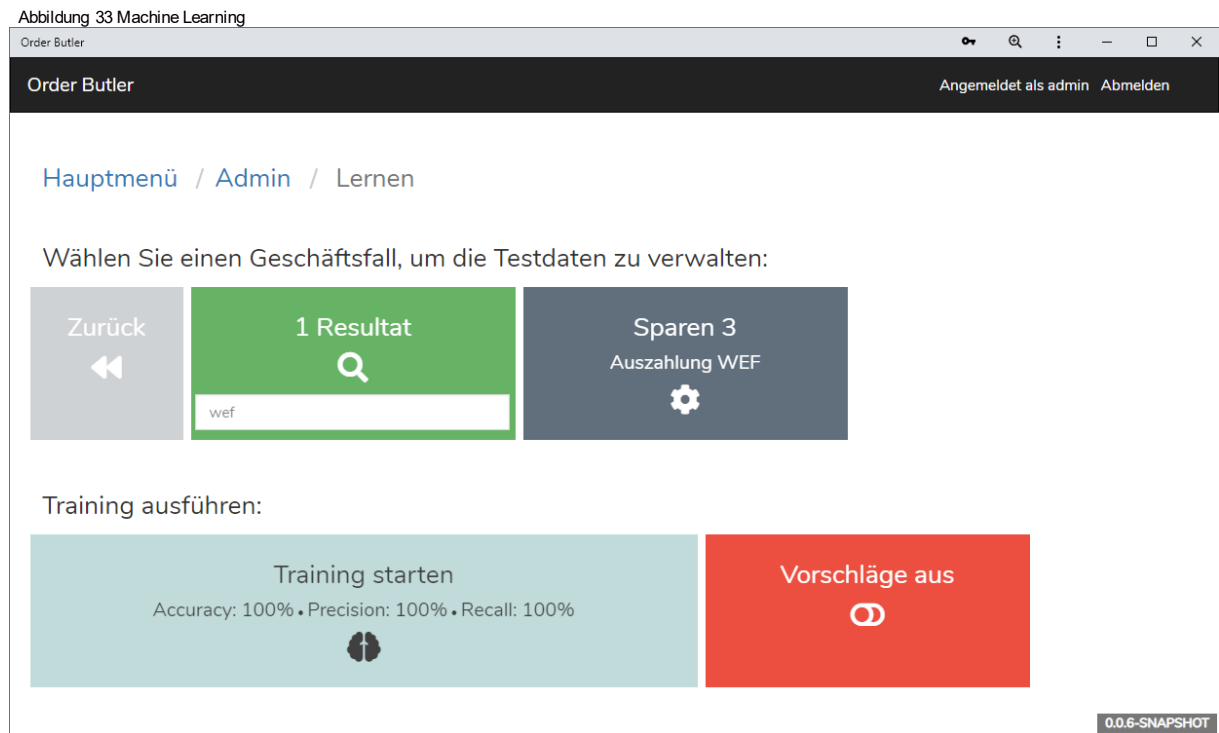 Abbildung 33 Machine Learning
Order Butler
Order Butler
Angemeldet als admin Abmelden
Hauptmenü / Admin / Lernen
Wählen Sie einen Geschäftsfall, um die Testdaten zu verwalten:
Zurück
1 Resultat
wef
Sparen 3
Auszahlung WEF
Training ausführen:
Training starten
Accuracy: 100% • Precision: 100% • Recall: 100%
Vorschläge aus
0.0.6-SNAPSHOT